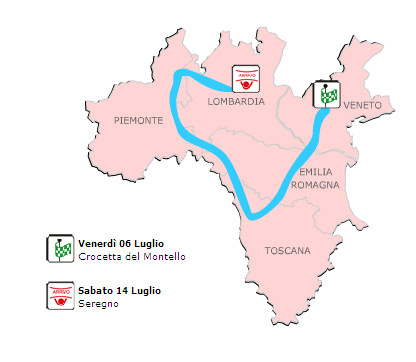 ARRIVO
LOMBARDIA
VENETO
PIEMONTE
EMILIA
ROMAGNA
TOSCANA
Venerdì 06 Luglio
Crocetta del Montello
ARRIVO
Sabato 14 Luglio
Seregno